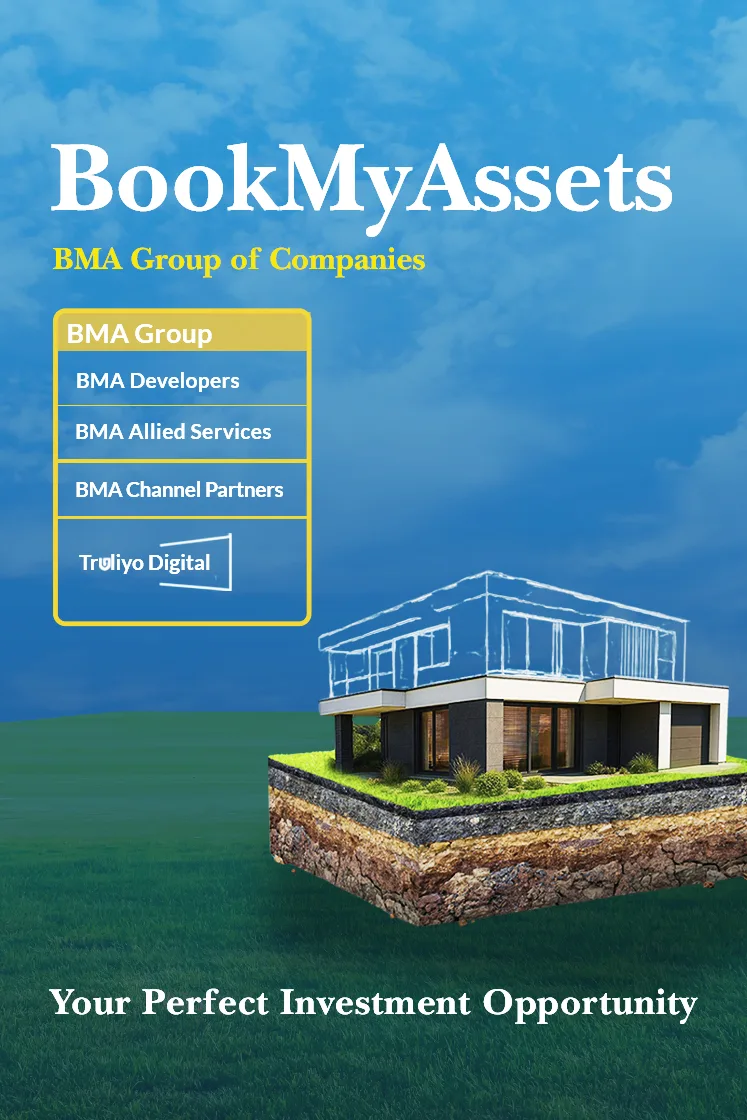 BookMyAssets
BMA Group of Companies
BMA Group
BMA Developers
BMA Allied Services
BMA Channel Partners
Truliyo Digital
Your Perfect Investment Opportunity